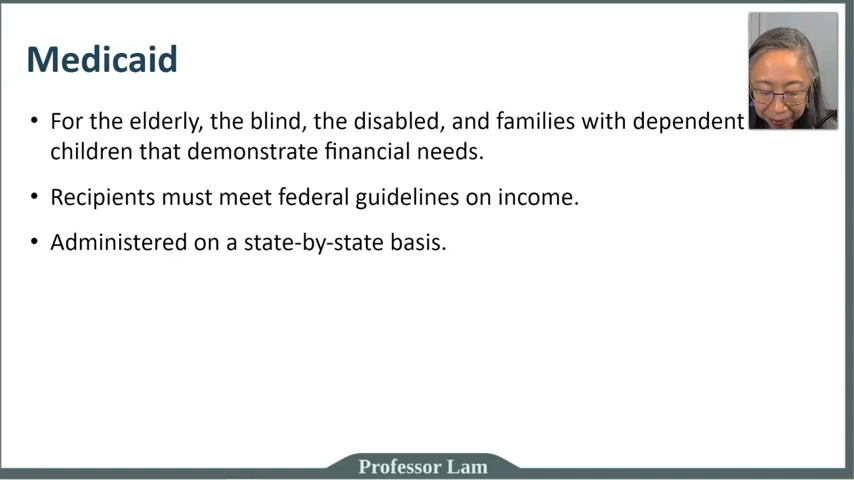 Medicaid
• For the elderly, the blind, the disabled, and families with dependent
children that demonstrate financial needs.
• Recipients must meet federal guidelines on income.
• Administered on a state-by-state basis.
Professor Lam